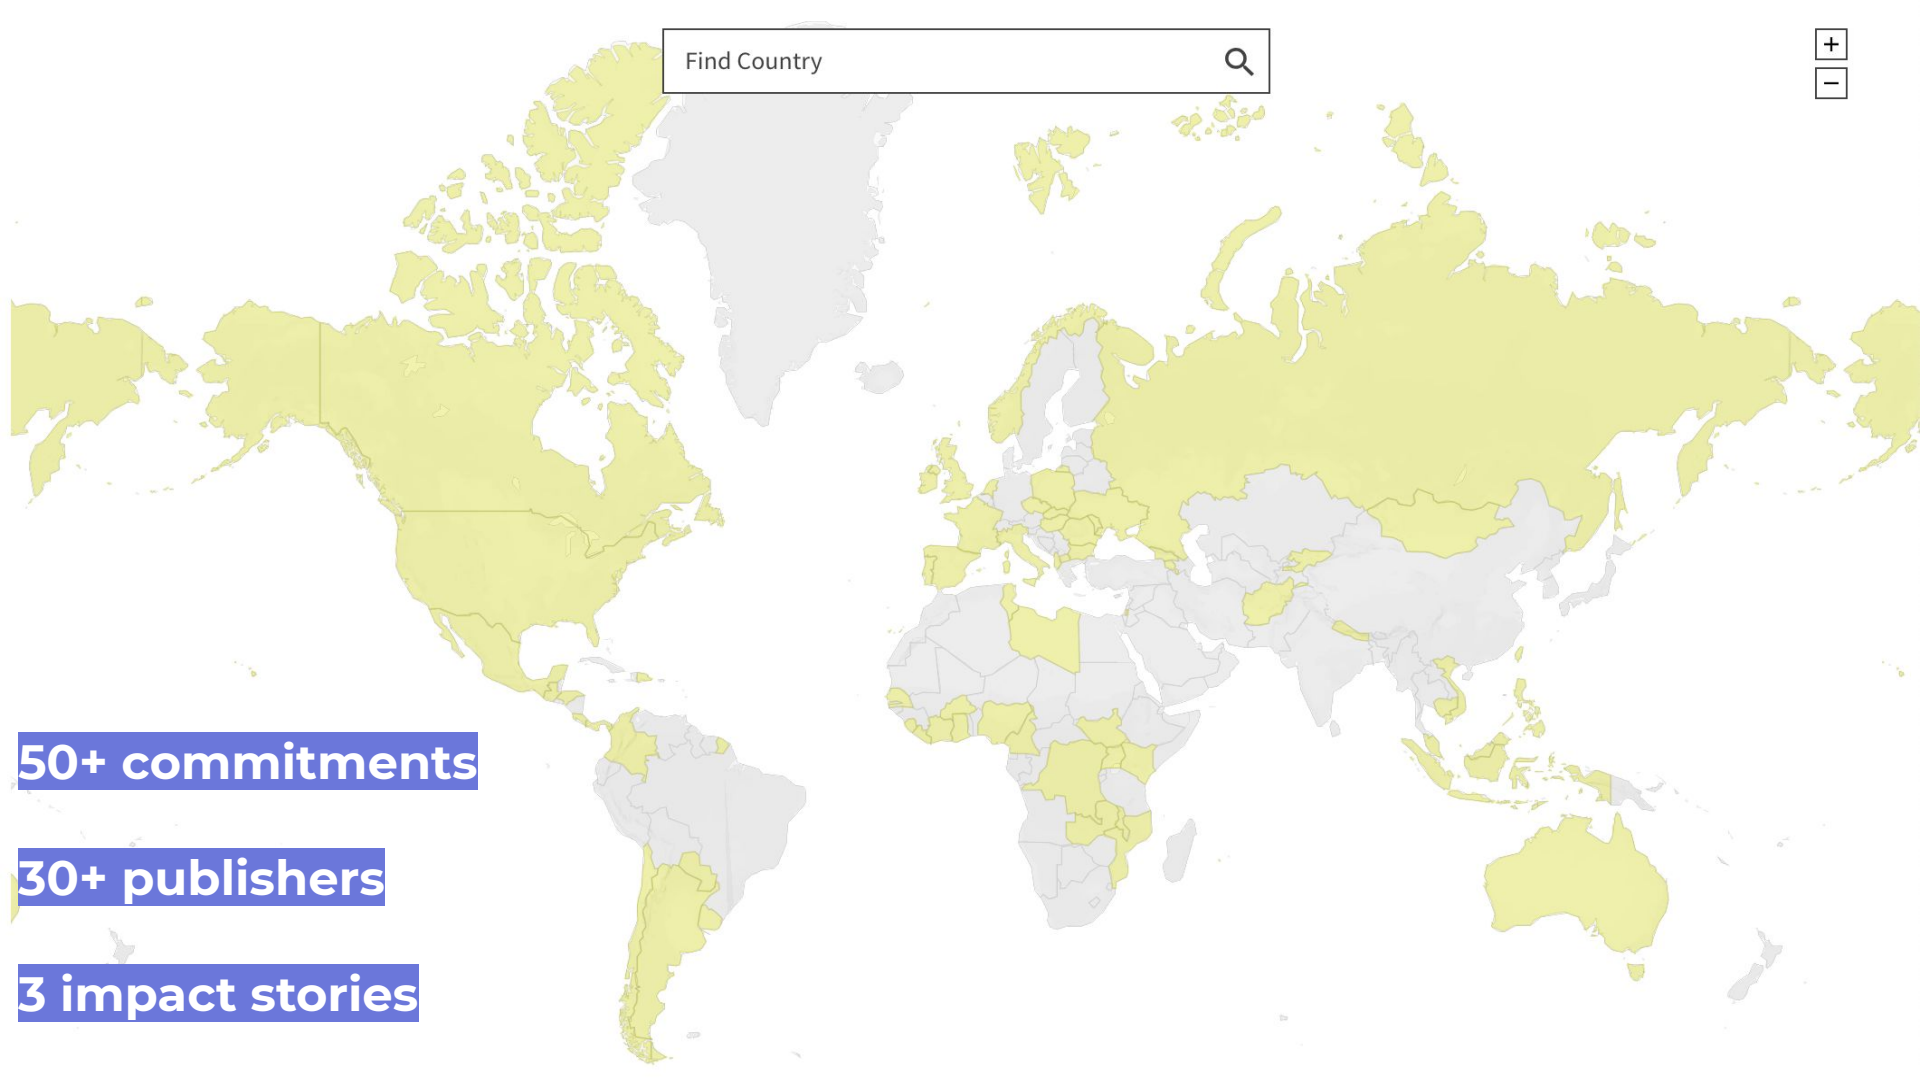 Find Country
+
−
50+ commitments
30+ publishers
3 impact stories